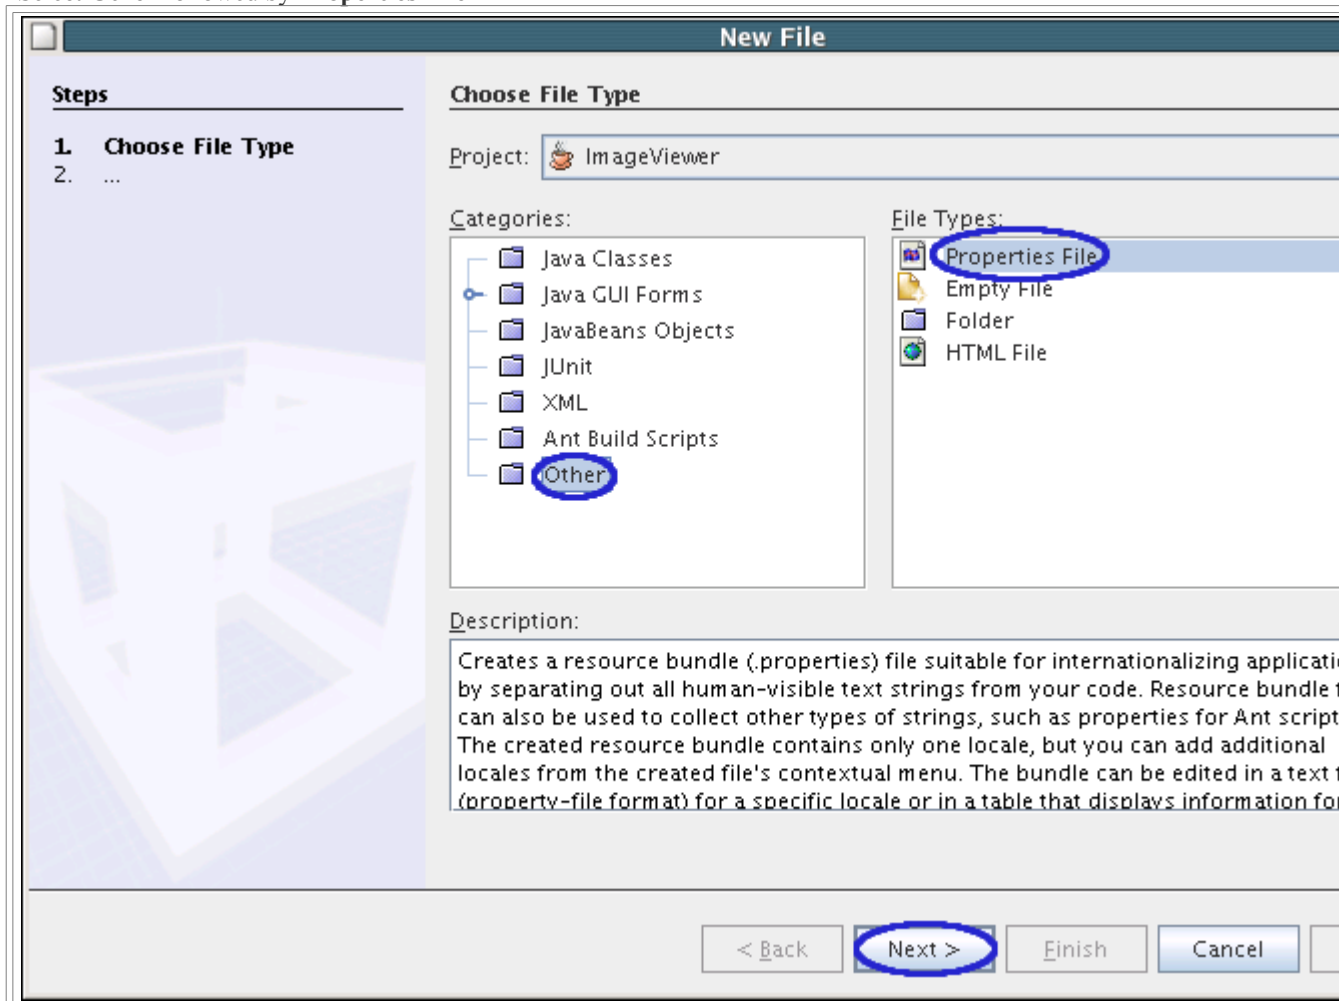 New File
Steps
1. Choose File Type
2. ...
Choose File Type
Project: ImageViewer
Categories:
Java Classes
Java GUI Forms
JavaBeans Objects
JUnit
XML
Ant Build Scripts
Other
File Types:
Properties File
Empty File
Folder
HTML File
Description:
Creates a resource bundle (.properties) file suitable for internationalizing
by separating out all human-visible text strings from your code. Resource bundle
can also be used to collect other types of strings, such as properties for Ant
The created resource bundle contains only one locale, but you can add additional
locales from the created file's contextual menu. The bundle can be edited in a text
(property-file format) for a specific locale or in a table that displays information for
< Back
Next >
Finish
Cancel